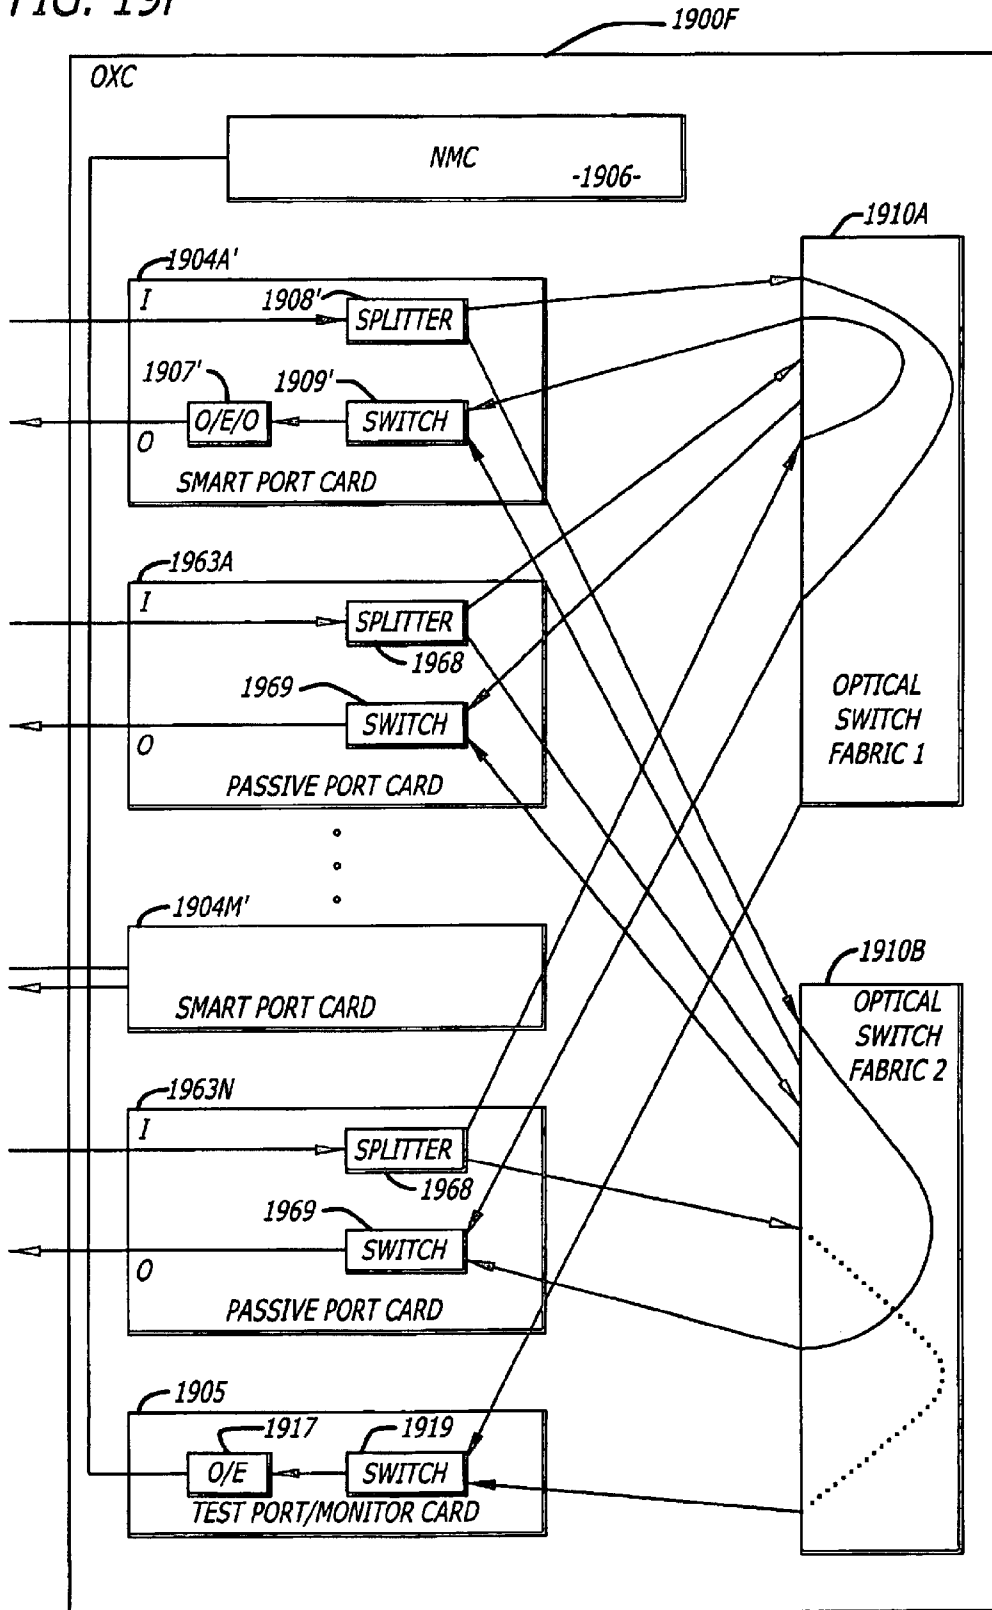 FIG. 19F
1900F
OXC
NMC
-1906-
1910A
1904A'
I
1908'
SPLITTER
1907'
1909'
O/E/O
SWITCH
O
SMART PORT CARD
1963A
I
SPLITTER
1968
1969
SWITCH
O
PASSIVE PORT CARD
OPTICAL
SWITCH
FABRIC 1
1904M'
SMART PORT CARD
1910B
OPTICAL
SWITCH
FABRIC 2
1963N
I
SPLITTER
1968
1969
SWITCH
O
PASSIVE PORT CARD
1905
1917
1919
O/E
SWITCH
TEST PORT/MONITOR CARD